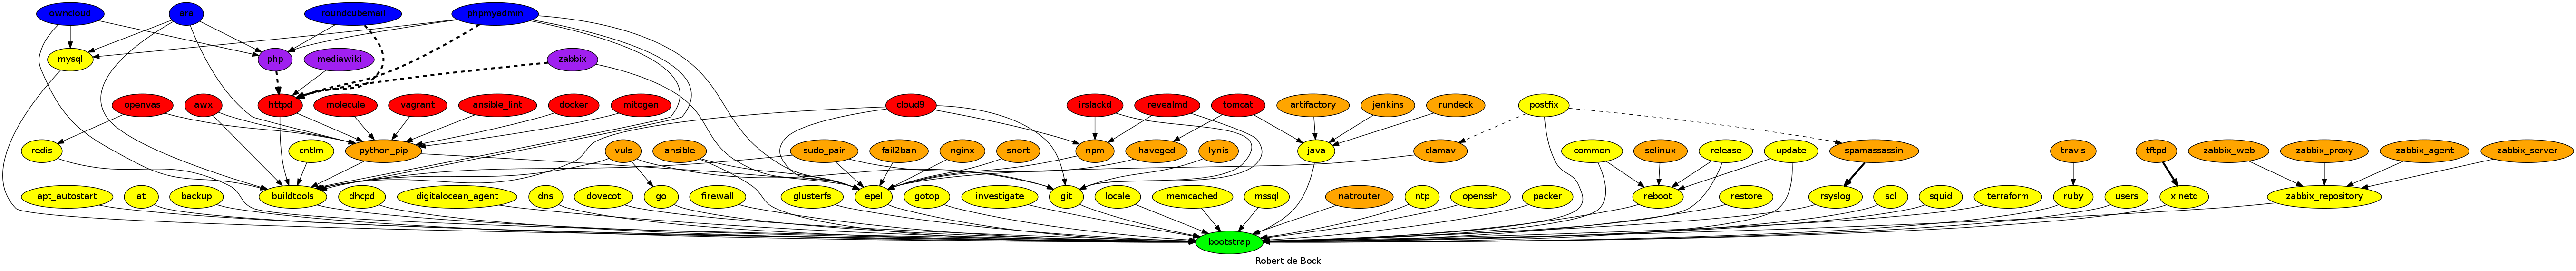 owncloud
ara
roundcubemail
phpmyadmin
mysql
php
mediawiki
zabbix
openvas
awx
httpd
molecule
vagrant
ansible_lint
docker
mitogen
cloud9
irslackd
revealmd
tomcat
artifactory
jenkins
rundeck
postfix
redis
cntlm
python_pip
vuls
ansible
sudo_pair
fail2ban
nginx
snort
npm
haveged
lynis
java
clamav
common
selinux
release
update
spamassassin
travis
tftpd
zabbix_web
zabbix_proxy
zabbix_agent
zabbix_server
apt_autostart
at
backup
buildtools
dhcpd
digitalocean_agent
dns
dovecot
go
firewall
glusterfs
epel
gotop
investigate
git
locale
memcached
mssql
natrouter
ntp
openssh
packer
reboot
restore
rsyslog
scl
squid
terraform
ruby
users
xinetd
zabbix_repository
bootstrap
Robert de Bock